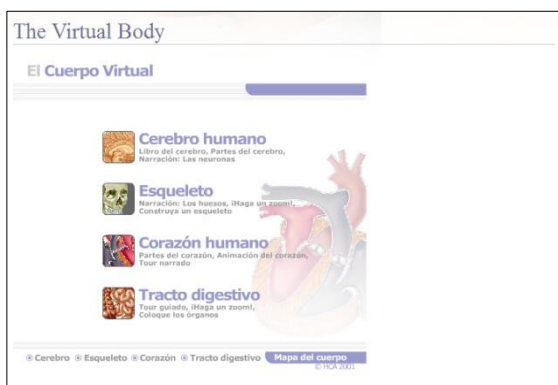 The Virtual Body
El Cuerpo Virtual
Cerebro humano
Libro del cerebro, Partes del cerebro,
Narración: Las neuronas
Esqueleto
Narración: Los huesos, ¡Haga un zoom!,
Construya un esqueleto
Corazón humano
Partes del corazón, Animación del corazón,
Tour narrado
Tracto digestivo
Tour guiado, ¡Haga un zoom!,
Coloque los órganos
Cerebro Esqueleto Corazón Tracto digestivo Mapa del cuerpo
© HCA 2001